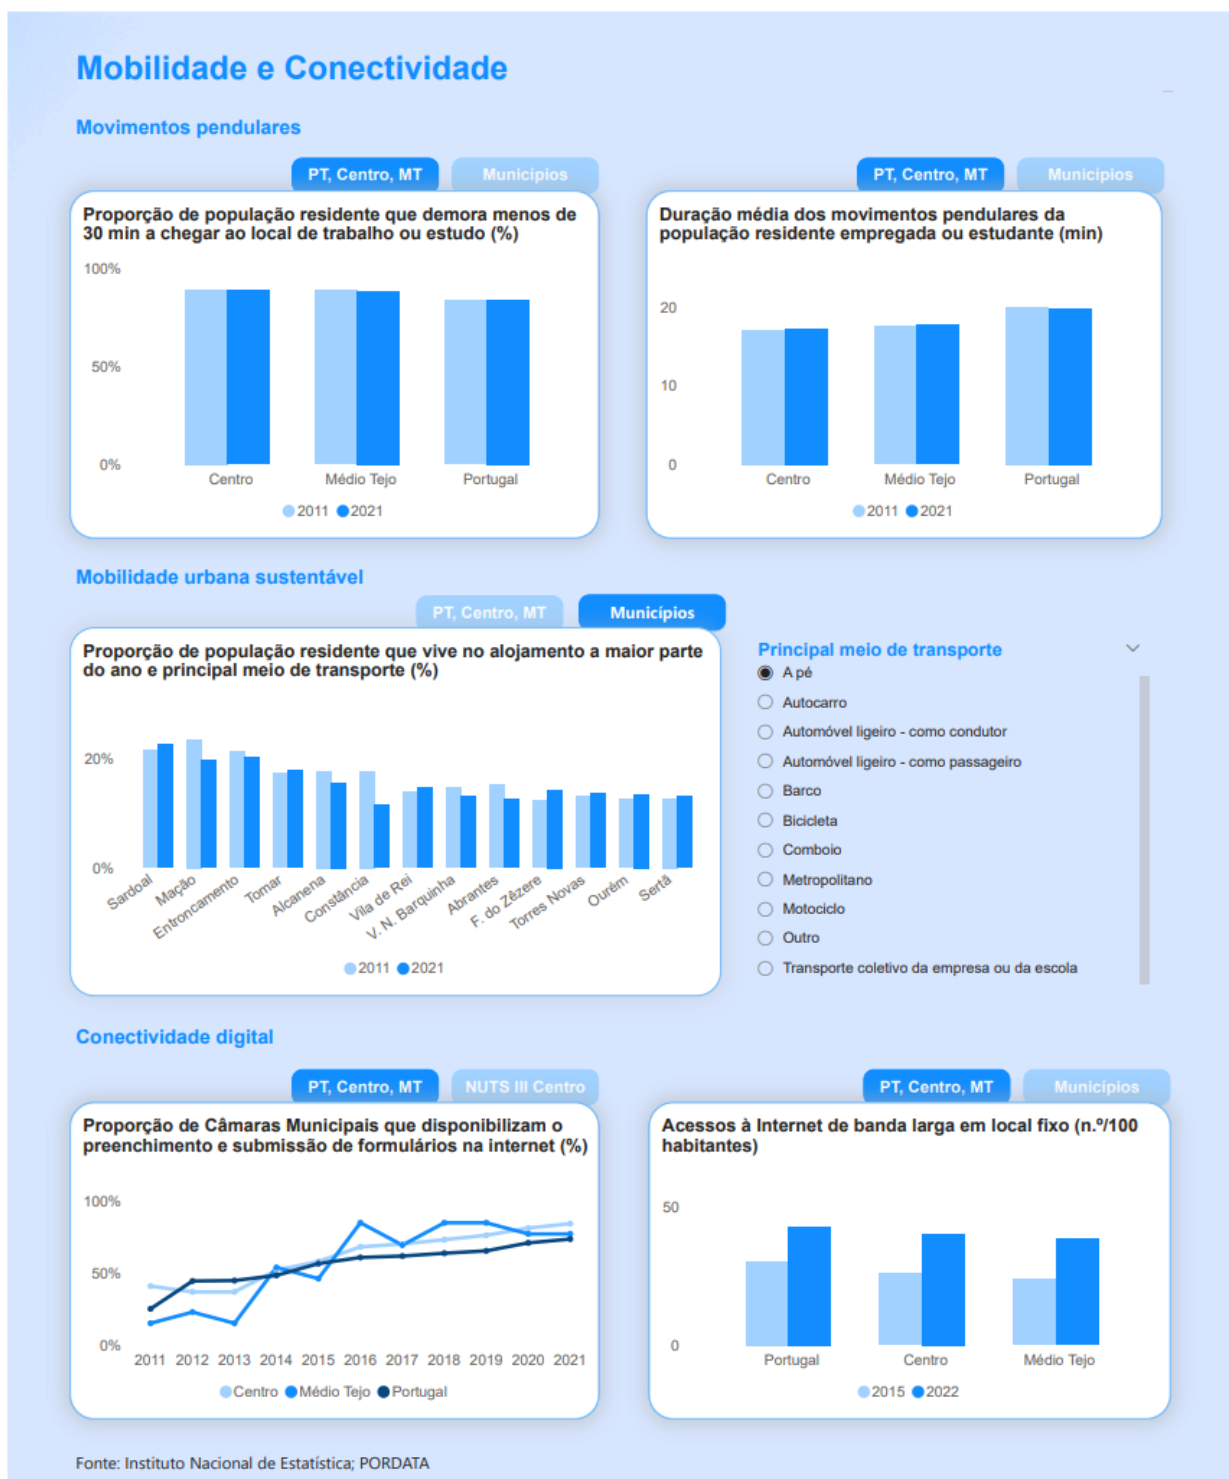 Mobilidade e Conectividade
Movimentos pendulares
PT, Centro, MT
Municípios
Proporção de população residente que demora menos de
30 min a chegar ao local de trabalho ou estudo (%)
100%
50%
0%
Centro
Médio Tejo
Portugal
2011
2021
PT, Centro, MT
Municípios
Duração média dos movimentos pendulares da
população residente empregada ou estudante (min)
20
10
0
Centro
Médio Tejo
Portugal
2011
2021
Mobilidade urbana sustentável
PT, Centro, MT
Municípios
Proporção de população residente que vive no alojamento a maior parte
do ano e principal meio de transporte (%)
20%
0%
Sardoal
Mação
Entroncamento
Tomar
Alcanena
Constância
Vila de Rei
V. N. Barquinha
Abrantes
F. do Zêzere
Torres Novas
Ourém
Sertã
2011
2021
Principal meio de transporte
A pé
Autocarro
Automóvel ligeiro - como condutor
Automóvel ligeiro - como passageiro
Barco
Bicicleta
Comboio
Metropolitano
Motociclo
Outro
Transporte coletivo da empresa ou da escola
Conectividade digital
PT, Centro, MT
NUTS III Centro
Proporção de Câmaras Municipais que disponibilizam o
preenchimento e submissão de formulários na internet (%)
100%
50%
0%
2011 2012 2013 2014 2015 2016 2017 2018 2019 2020 2021
Centro
Médio Tejo
Portugal
PT, Centro, MT
Municípios
Acessos à Internet de banda larga em local fixo (n.º/100
habitantes)
50
0
Portugal
Centro
Médio Tejo
2015
2022
Fonte: Instituto Nacional de Estatística; PORDATA